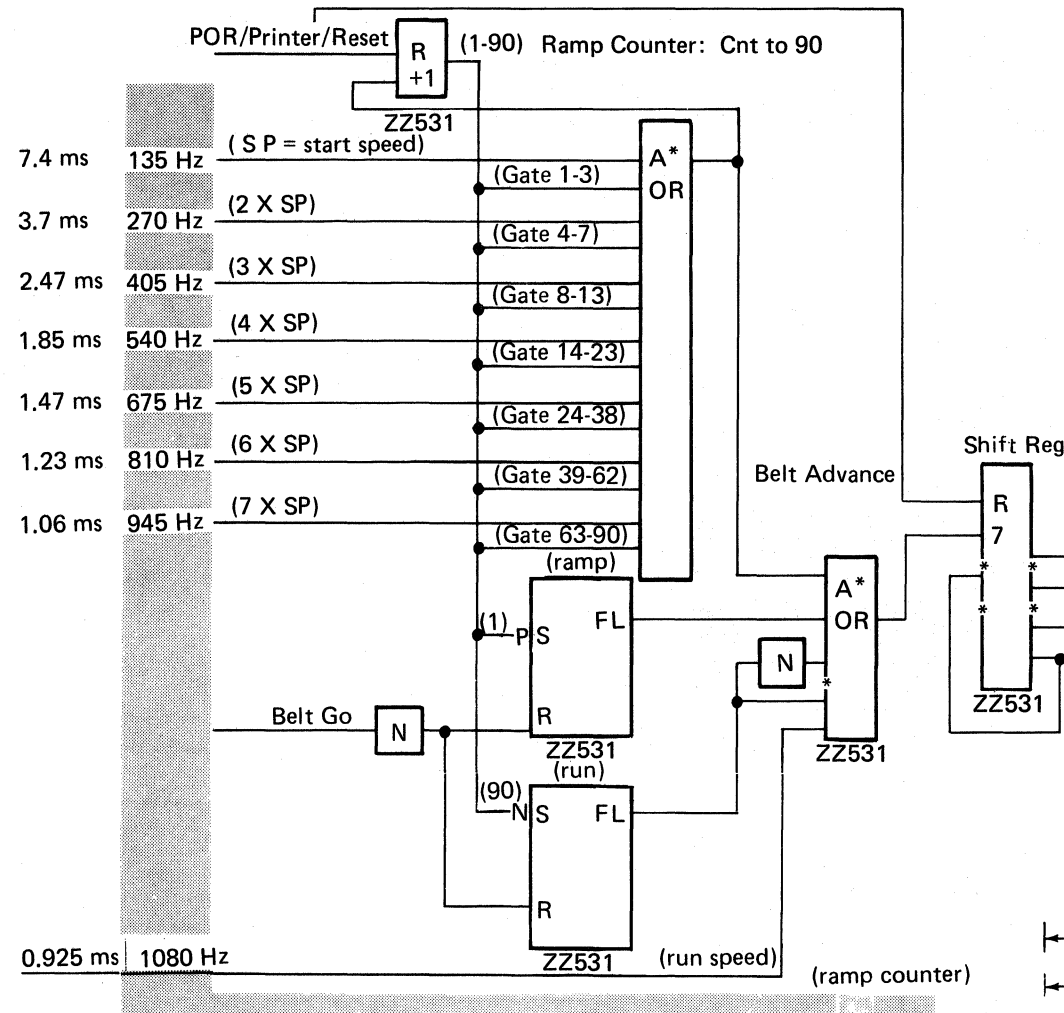 POR/Printer/Reset
R
+1
(1-90) Ramp Counter: Cnt to 90
ZZ531
7.4 ms 135 Hz (SP = start speed)
A*
OR
(Gate 1-3)
3.7 ms 270 Hz (2 X SP)
(Gate 4-7)
2.47 ms 405 Hz (3 X SP)
(Gate 8-13)
1.85 ms 540 Hz (4 X SP)
(Gate 14-23)
1.47 ms 675 Hz (5 X SP)
(Gate 24-38)
1.23 ms 810 Hz (6 X SP)
(Gate 39-62)
1.06 ms 945 Hz (7 X SP)
(Gate 63-90)
Belt Advance
Shift Reg
R
7
* *
* *
ZZ531
(ramp)
(1) P S FL
R
ZZ531
A*
OR
N
*
ZZ531
Belt Go N
(run)
(90) N S FL
R
ZZ531
0.925 ms 1080 Hz (run speed)
(ramp counter)